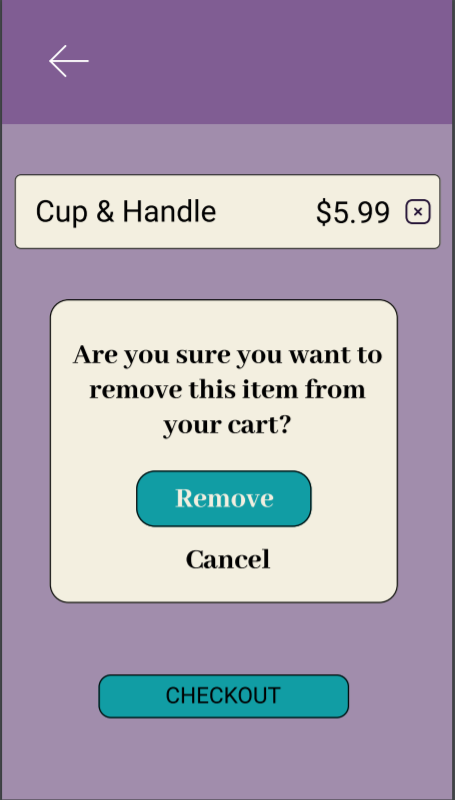 Cup & Handle $5.99
Are you sure you want to
remove this item from
your cart?
Remove
Cancel
CHECKOUT